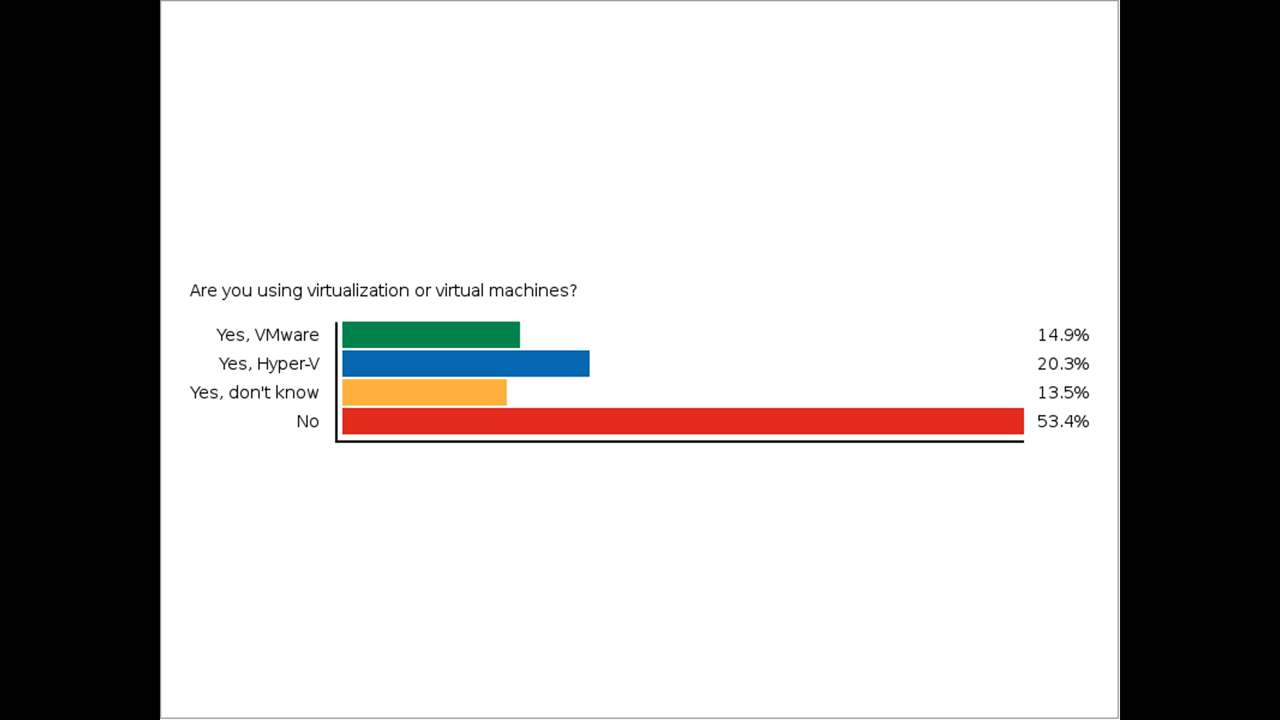 Are you using virtualization or virtual machines?
Yes, VMware 14.9%
Yes, Hyper-V 20.3%
Yes, don't know 13.5%
No 53.4%